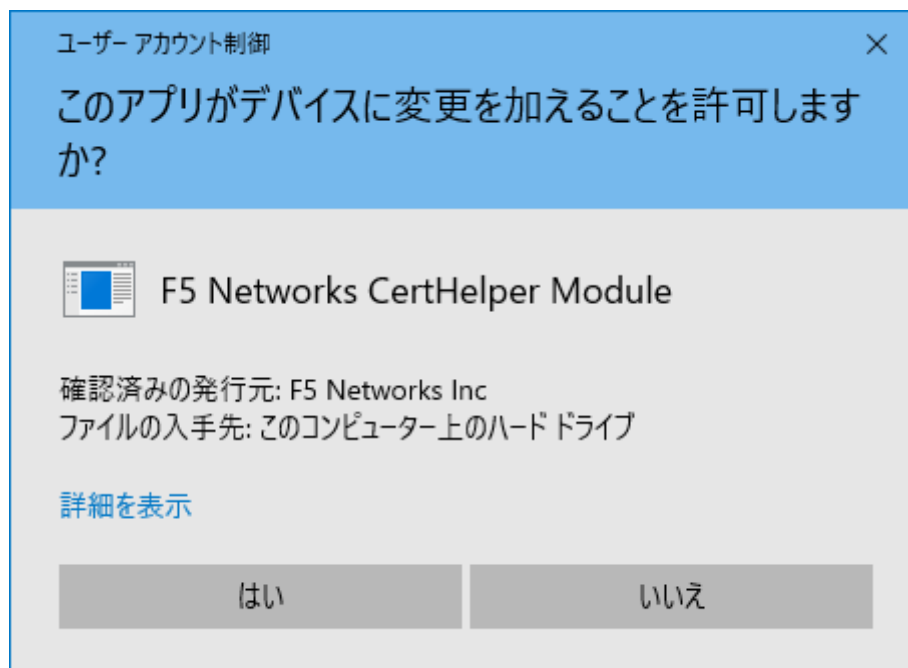 ユーザー アカウント制御
このアプリがデバイスに変更を加えることを許可します
か?
F5 Networks CertHelper Module
確認済みの発行元: F5 Networks Inc
ファイルの入手先: このコンピューター上のハード ドライブ
詳細を表示
はい
いいえ